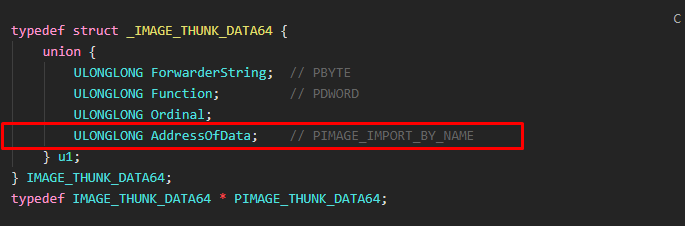 C
typedef struct _IMAGE_THUNK_DATA64 {
    union {
        ULONGLONG ForwarderString;  // PBYTE
        ULONGLONG Function;         // PDWORD
        ULONGLONG Ordinal;
        ULONGLONG AddressOfData;    // PIMAGE_IMPORT_BY_NAME
    } u1;
} IMAGE_THUNK_DATA64;
typedef IMAGE_THUNK_DATA64 * PIMAGE_THUNK_DATA64;